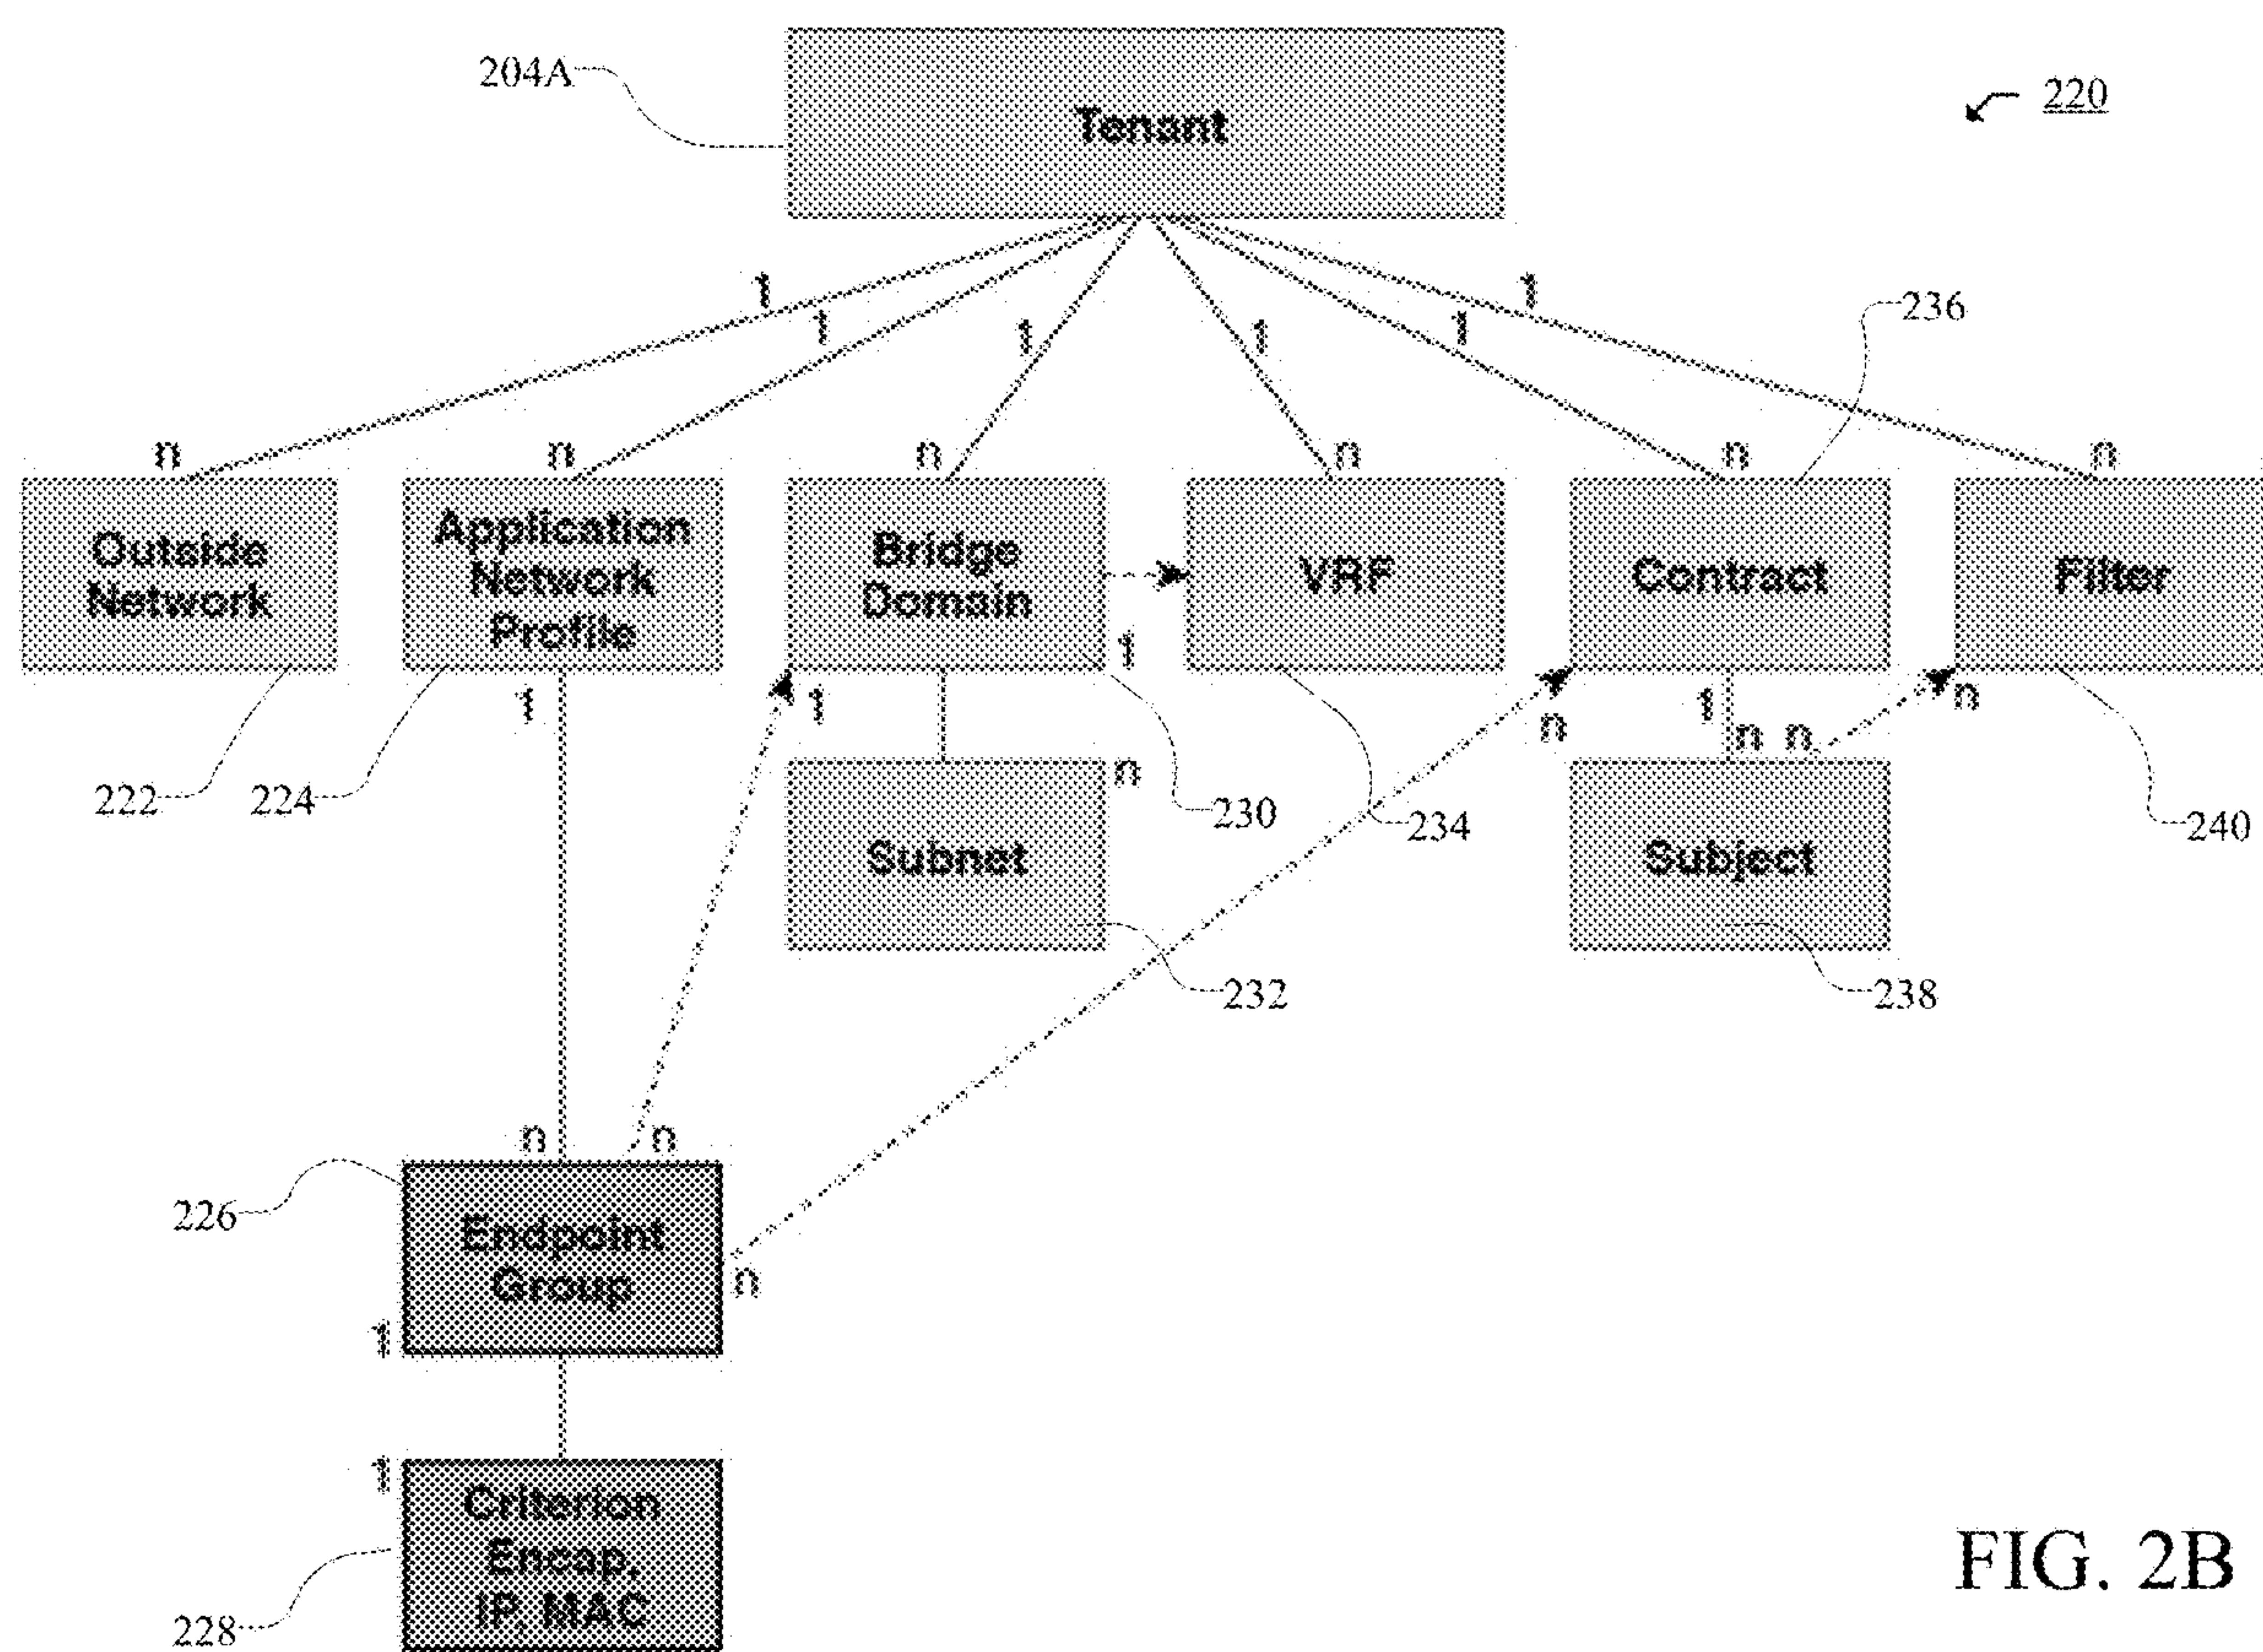 204A
Tenant
220
1
1
1
1
1
1
236
n
n
n
n
n
n
Outside
Network
Application
Network
Profile
Bridge
Domain
VRF
Contract
Filter
1
1
1
n
1
n
222
224
n
n n
230
234
240
Subnet
Subject
232
238
n
n
226
Endpoint
Group
n
1
1
Criterion
Encap,
IP, MAC
228
FIG. 2B